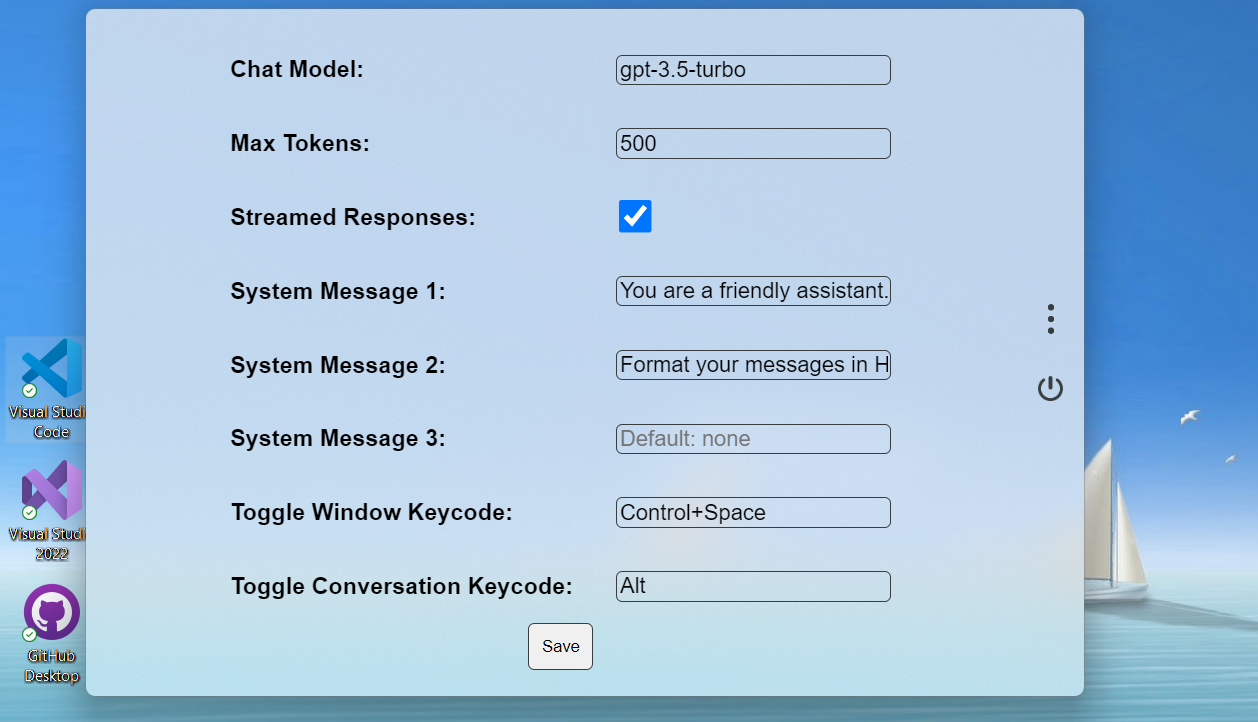 Chat Model:
gpt-3.5-turbo
Max Tokens:
500
Streamed Responses:
System Message 1:
You are a friendly assistant.
System Message 2:
Format your messages in H
System Message 3:
Default: none
Toggle Window Keycode:
Control+Space
Toggle Conversation Keycode:
Alt
Save
Visual Studi
Code
Visual Studi
2022
GitHub
Desktop